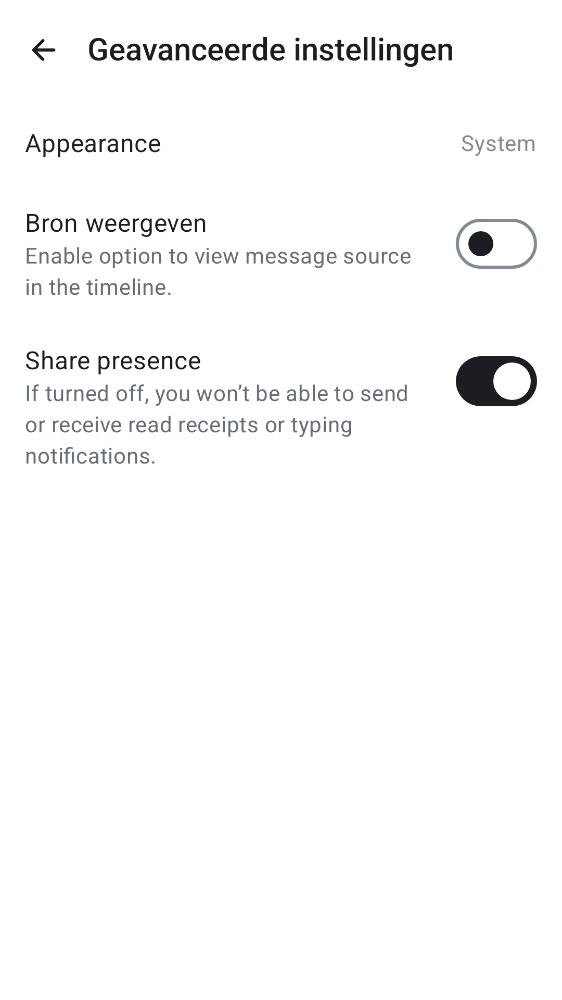 Geavanceerde instellingen
Appearance
System
Bron weergeven
Enable option to view message source
in the timeline.
Share presence
If turned off, you won’t be able to send
or receive read receipts or typing
notifications.